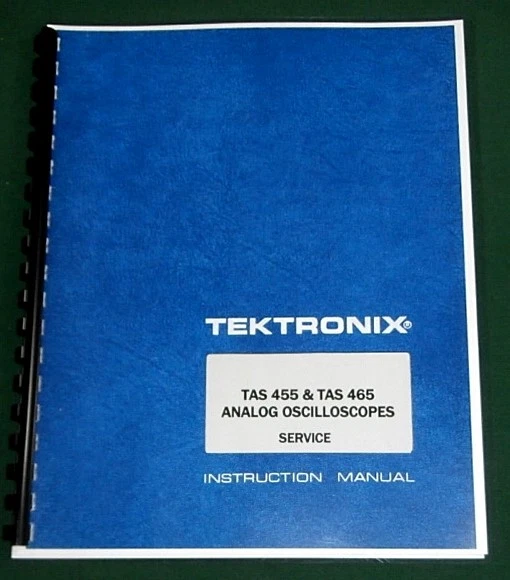 TEKTRONIX®
TAS 455 & TAS 465
ANALOG OSCILLOSCOPES
SERVICE
INSTRUCTION MANUAL